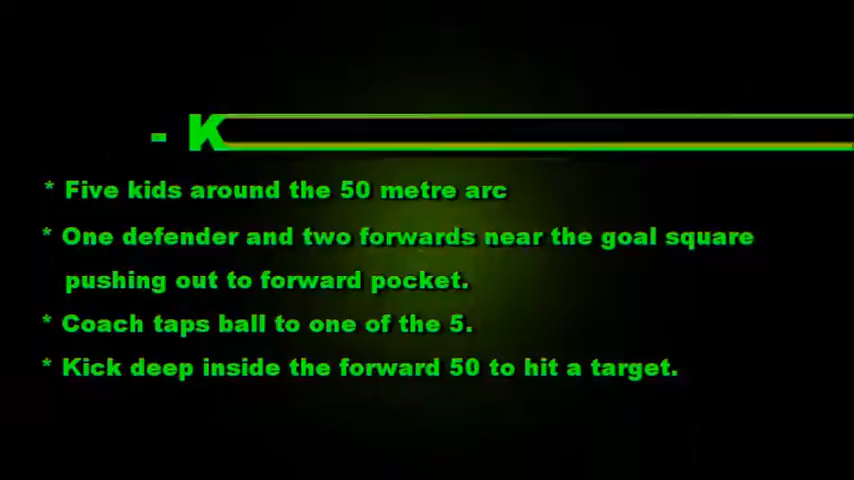 - K
* Five kids around the 50 metre arc
* One defender and two forwards near the goal square
pushing out to forward pocket.
* Coach taps ball to one of the 5.
* Kick deep inside the forward 50 to hit a target.